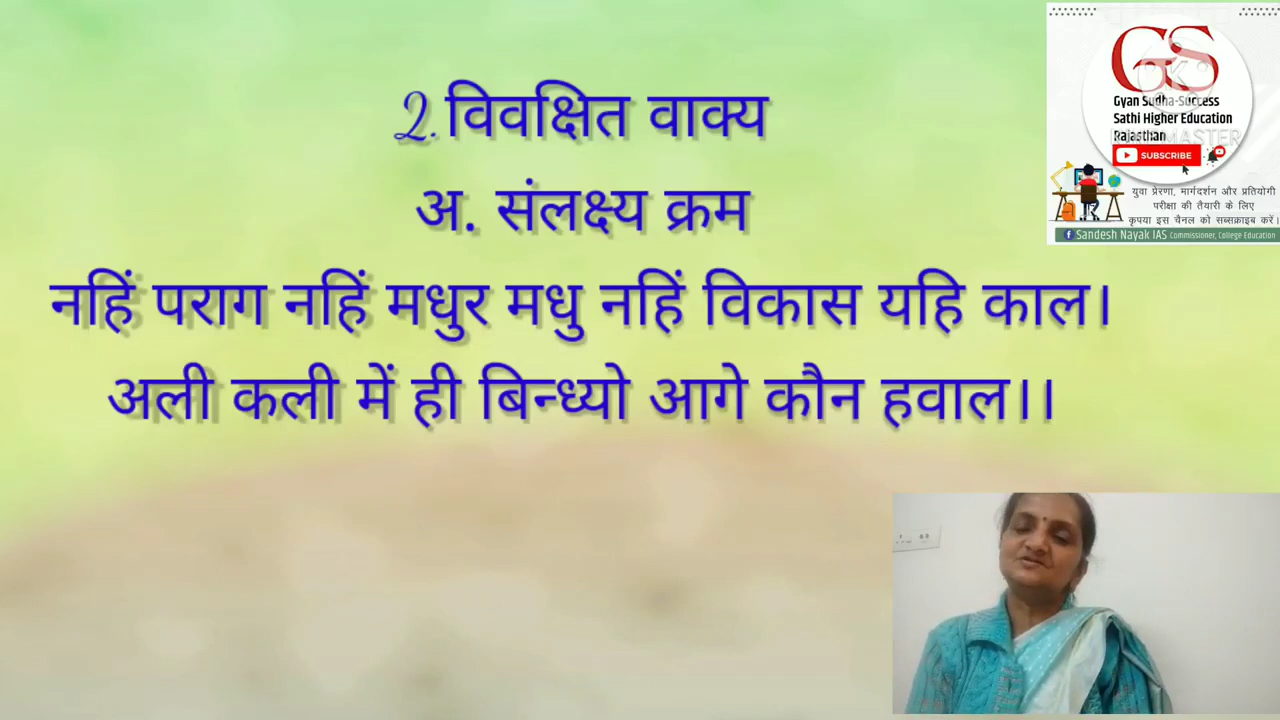 2. विवक्षित वाक्य
अ. संलक्ष्य क्रम
नहिं पराग नहिं मधुर मधु नहिं विकास यहि काल।
अली कली में ही बिन्ध्यो आगे कौन हवाल।।
GS
Gyan Sudha-Success
Sathi Higher Education
Rajasthan
MASTER
SUBSCRIBE
युवा प्रेरणा, मार्गदर्शन और प्रतियोगी
परीक्षा की तैयारी के लिए
कृपया इस चैनल को सब्सक्राइब करें।
Sandesh Nayak IAS Commissioner, College Education